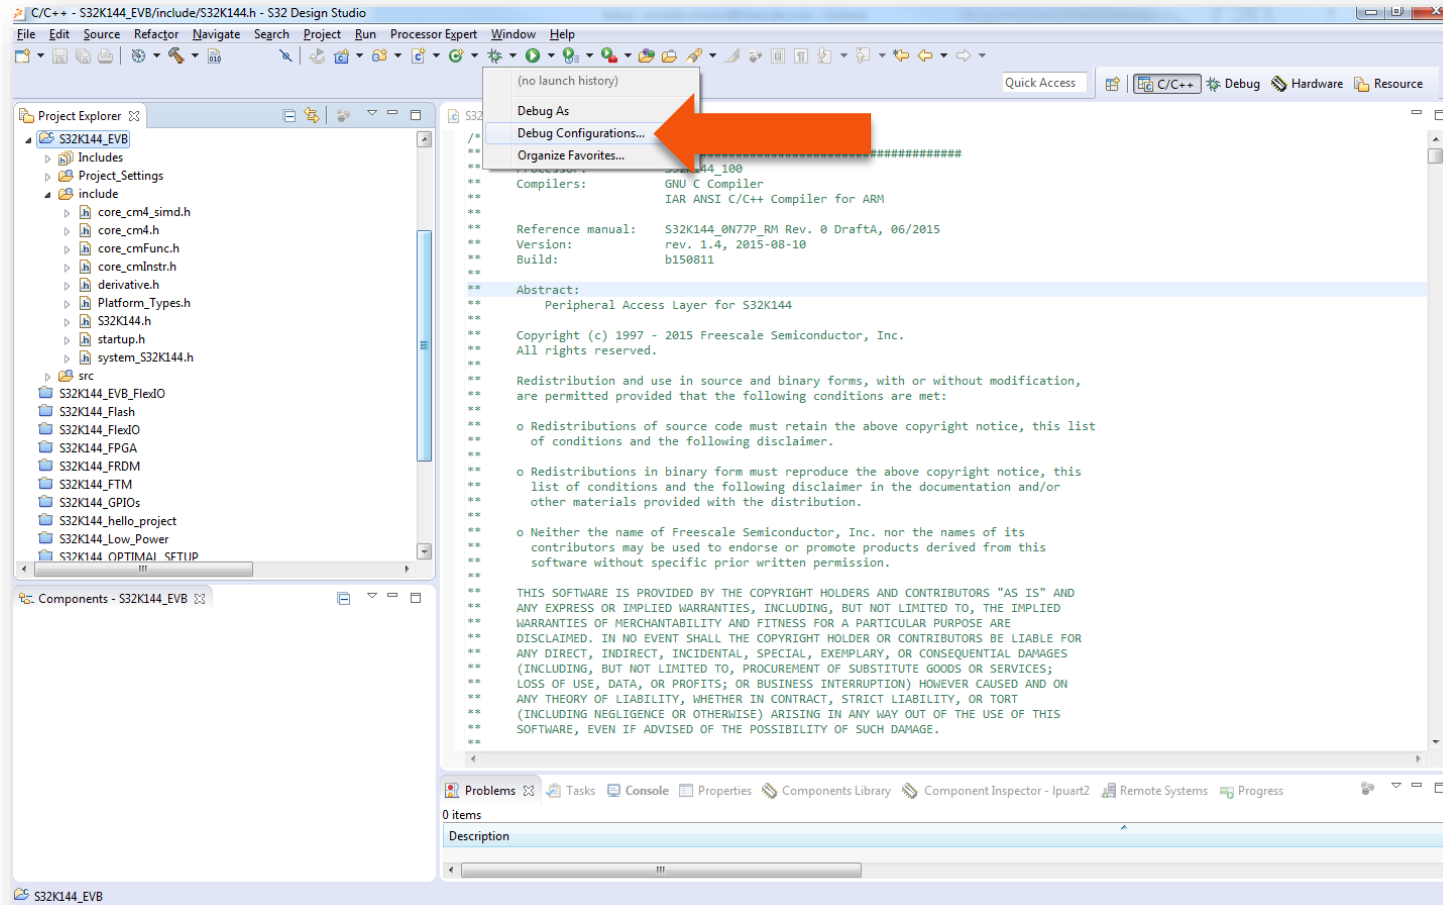 C/C++ - S32K144_EVB/include/S32K144.h - S32 Design Studio
File Edit Source Refactor Navigate Search Project Run Processor Expert Window Help
(no launch history)
Debug As
Debug Configurations...
Organize Favorites...
Quick Access
C/C++
Debug
Hardware
Resource
Project Explorer
S32K144_EVB
Includes
Project_Settings
include
core_cm4_simd.h
core_cm4.h
core_cmFunc.h
core_cmInstr.h
derivative.h
Platform_Types.h
S32K144.h
startup.h
system_S32K144.h
src
S32K144_EVB_FlexIO
S32K144_Flash
S32K144_FlexIO
S32K144_FPGA
S32K144_FRDM
S32K144_FTM
S32K144_GPIOs
S32K144_hello_project
S32K144_Low_Power
S32K144_OPTIMAL_SETUP
Components - S32K144_EVB
S32
/*
** ######################################
** Processor: S32K144_100
** Compilers: GNU C Compiler
** IAR ANSI C/C++ Compiler for ARM
**
** Reference manual: S32K144_0N77P_RM Rev. 0 DraftA, 06/2015
** Version: rev. 1.4, 2015-08-10
** Build: b150811
**
** Abstract:
** Peripheral Access Layer for S32K144
**
** Copyright (c) 1997 - 2015 Freescale Semiconductor, Inc.
** All rights reserved.
**
** Redistribution and use in source and binary forms, with or without modification,
** are permitted provided that the following conditions are met:
**
** o Redistributions of source code must retain the above copyright notice, this list
** of conditions and the following disclaimer.
**
** o Redistributions in binary form must reproduce the above copyright notice, this
** list of conditions and the following disclaimer in the documentation and/or
** other materials provided with the distribution.
**
** o Neither the name of Freescale Semiconductor, Inc. nor the names of its
** contributors may be used to endorse or promote products derived from this
** software without specific prior written permission.
**
** THIS SOFTWARE IS PROVIDED BY THE COPYRIGHT HOLDERS AND CONTRIBUTORS "AS IS" AND
** ANY EXPRESS OR IMPLIED WARRANTIES, INCLUDING, BUT NOT LIMITED TO, THE IMPLIED
** WARRANTIES OF MERCHANTABILITY AND FITNESS FOR A PARTICULAR PURPOSE ARE
** DISCLAIMED. IN NO EVENT SHALL THE COPYRIGHT HOLDER OR CONTRIBUTORS BE LIABLE FOR
** ANY DIRECT, INDIRECT, INCIDENTAL, SPECIAL, EXEMPLARY, OR CONSEQUENTIAL DAMAGES
** (INCLUDING, BUT NOT LIMITED TO, PROCUREMENT OF SUBSTITUTE GOODS OR SERVICES;
** LOSS OF USE, DATA, OR PROFITS; OR BUSINESS INTERRUPTION) HOWEVER CAUSED AND ON
** ANY THEORY OF LIABILITY, WHETHER IN CONTRACT, STRICT LIABILITY, OR TORT
** (INCLUDING NEGLIGENCE OR OTHERWISE) ARISING IN ANY WAY OUT OF THE USE OF THIS
** SOFTWARE, EVEN IF ADVISED OF THE POSSIBILITY OF SUCH DAMAGE.
**
Problems Tasks Console Properties Components Library Component Inspector - lpuart2 Remote Systems Progress
0 items
Description
S32K144_EVB